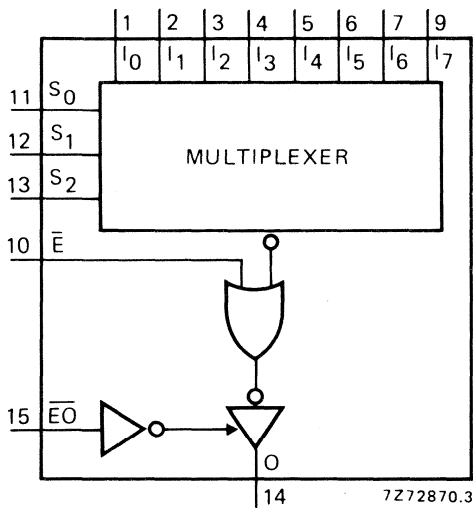 1 2 3 4 5 6 7 9
I0 I1 I2 I3 I4 I5 I6 I7
11 S0
12 S1
MULTIPLEXER
13 S2
10 E̅
15 E̅O̅
O
14
7Z72870.3